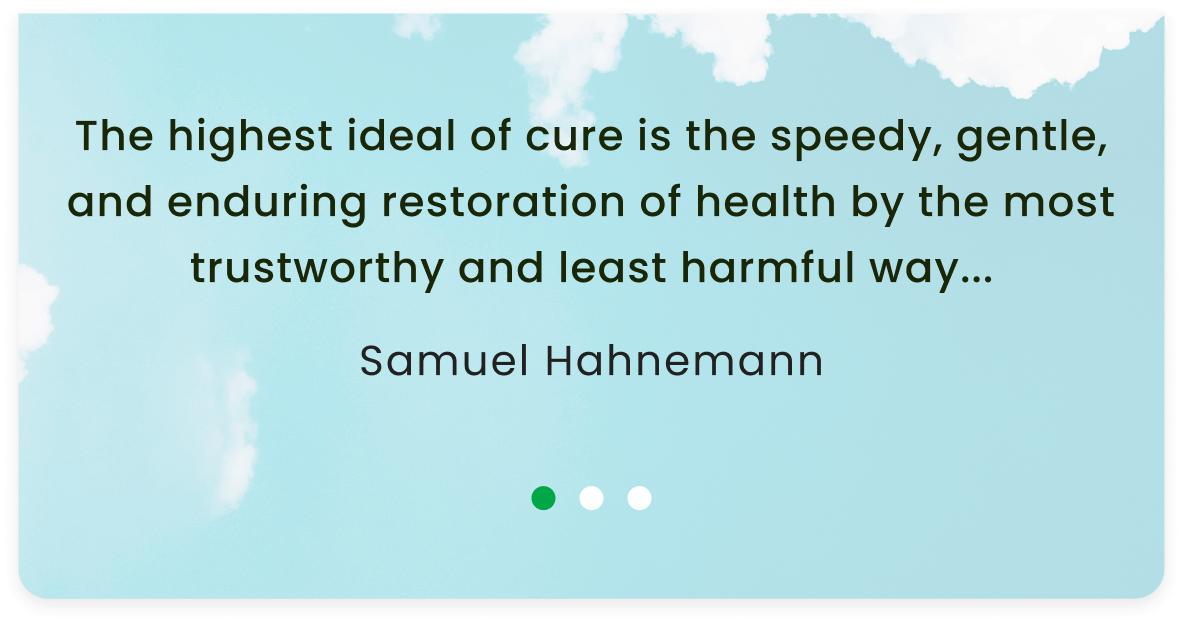 The highest ideal of cure is the speedy, gentle,
and enduring restoration of health by the most
trustworthy and least harmful way...
Samuel Hahnemann